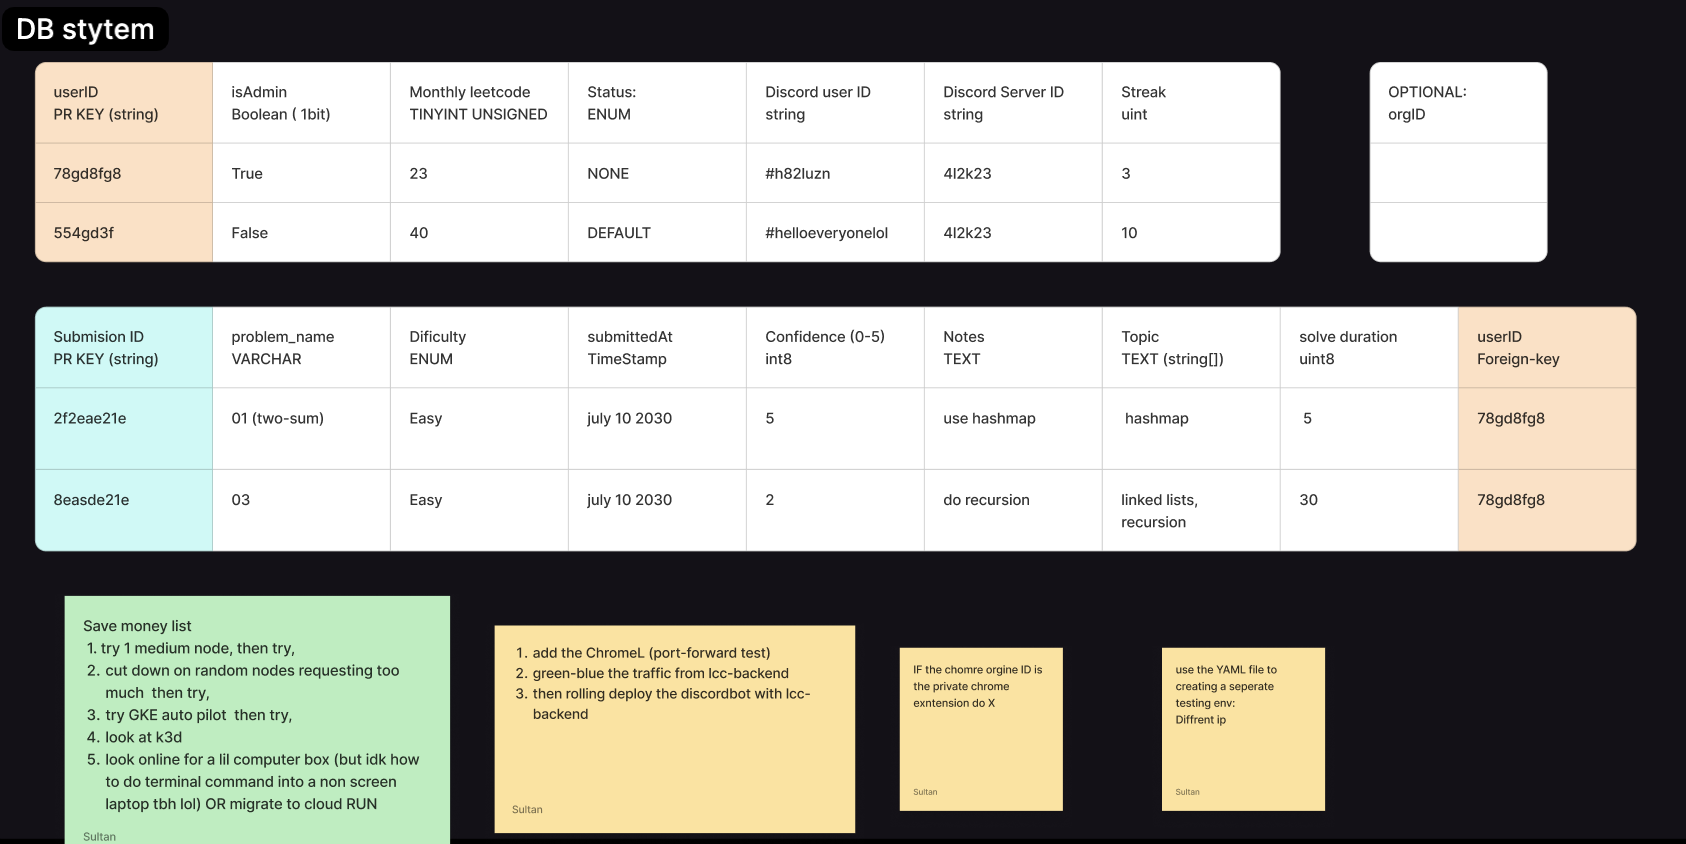 DB stytem
userID
PR KEY (string)
isAdmin
Boolean ( 1bit)
Monthly leetcode
TINYINT UNSIGNED
Status:
ENUM
Discord user ID
string
Discord Server ID
string
Streak
uint
OPTIONAL:
orgID
78gd8fg8
True
23
NONE
#h82luzn
4l2k23
3
554gd3f
False
40
DEFAULT
#helloeveryonelol
4l2k23
10
Submision ID
PR KEY (string)
problem_name
VARCHAR
Dificulty
ENUM
submittedAt
TimeStamp
Confidence (0-5)
int8
Notes
TEXT
Topic
TEXT (string[])
solve duration
uint8
userID
Foreign-key
2f2eae21e
01 (two-sum)
Easy
july 10 2030
5
use hashmap
hashmap
5
78gd8fg8
8easde21e
03
Easy
july 10 2030
2
do recursion
linked lists,
recursion
30
78gd8fg8
Save money list
1. try 1 medium node, then try,
2. cut down on random nodes requesting too
much then try,
3. try GKE auto pilot then try,
4. look at k3d
5. look online for a lil computer box (but idk how
to do terminal command into a non screen
laptop tbh lol) OR migrate to cloud RUN
Sultan
1. add the ChromeL (port-forward test)
2. green-blue the traffic from lcc-backend
3. then rolling deploy the discordbot with lcc-
backend
Sultan
IF the chomre orgine ID is
the private chrome
exntension do X
Sultan
use the YAML file to
creating a seperate
testing env:
Diffrent ip
Sultan